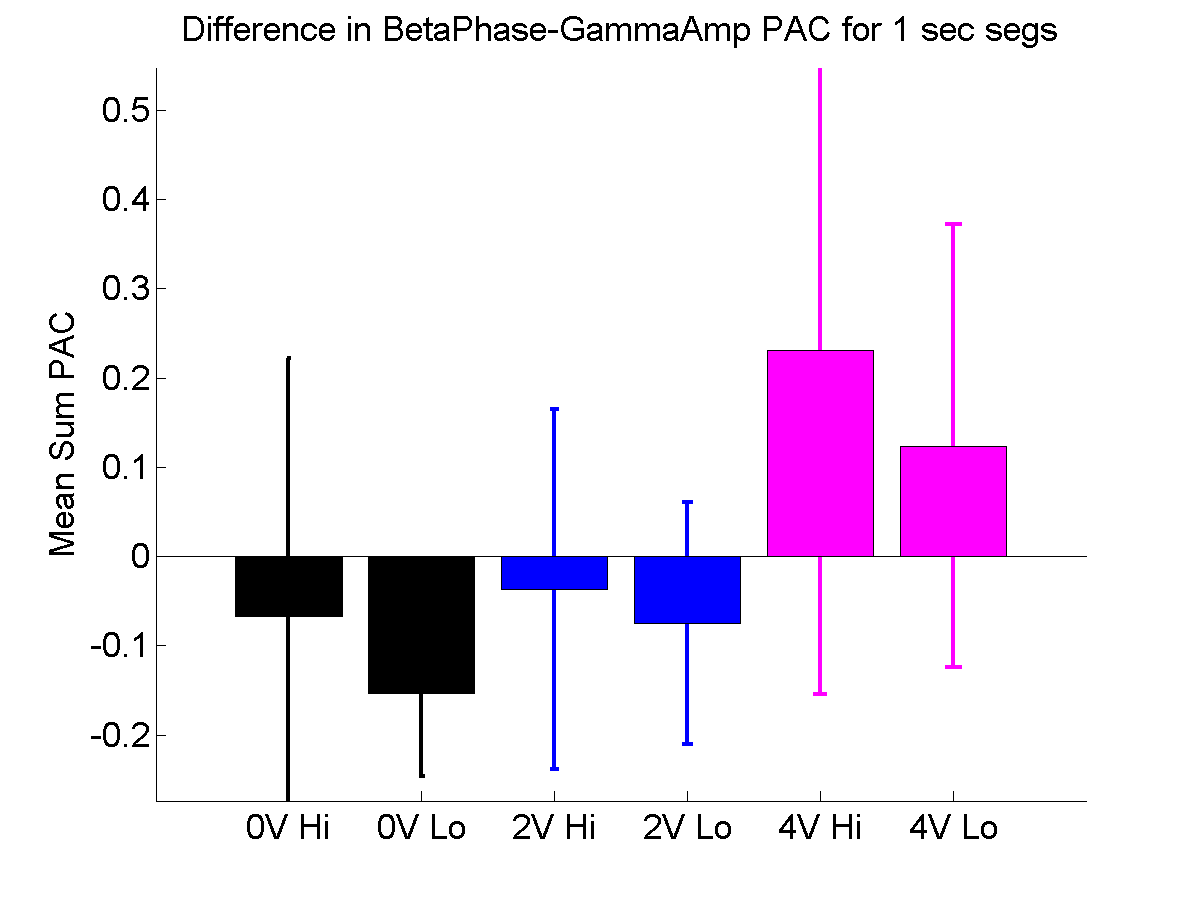 Difference in BetaPhase-GammaAmp PAC for 1 sec segs
Mean Sum PAC
0.5
0.4
0.3
0.2
0.1
0
-0.1
-0.2
0V Hi 0V Lo 2V Hi 2V Lo 4V Hi 4V Lo